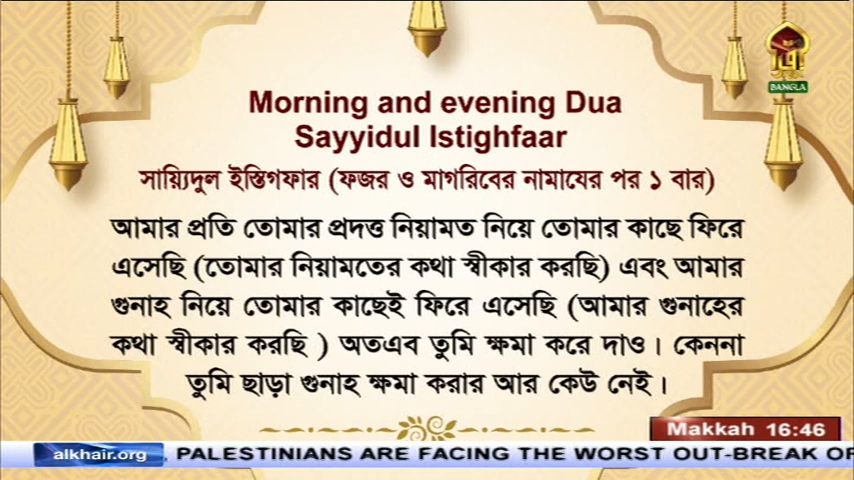 Morning and evening Dua
Sayyidul Istighfaar
সায়্যিদুল ইস্তিগফার (ফজর ও মাগরিবের নামাযের পর ১ বার)
আমার প্রতি তোমার প্রদত্ত নিয়ামত নিয়ে তোমার কাছে ফিরে
এসেছি (তোমার নিয়ামতের কথা স্বীকার করছি) এবং আমার
গুনাহ নিয়ে তোমার কাছেই ফিরে এসেছি (আমার গুনাহের
কথা স্বীকার করছি ) অতএব তুমি ক্ষমা করে দাও। কেননা
তুমি ছাড়া গুনাহ ক্ষমা করার আর কেউ নেই।
BANGLA
Makkah 16:46
alkhair.org
PALESTINIANS ARE FACING THE WORST OUT-BREAK OF